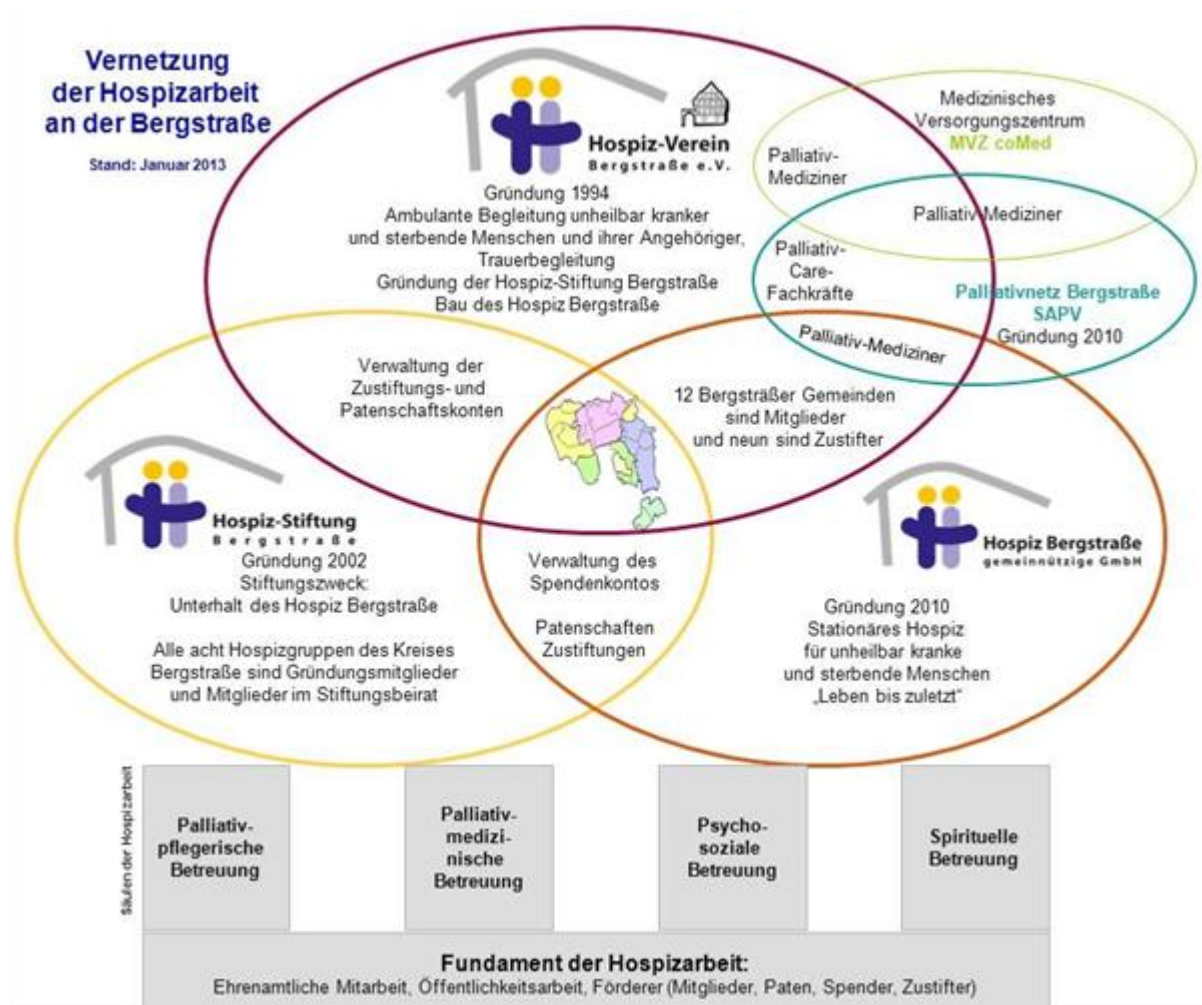 Vernetzung
der Hospizarbeit
an der Bergstraße
Stand: Januar 2013
Hospiz-Verein
Bergstraße e.V.
Gründung 1994
Ambulante Begleitung unheilbar kranker
und sterbende Menschen und ihrer Angehöriger,
Trauerbegleitung
Gründung der Hospiz-Stiftung Bergstraße
Bau des Hospiz Bergstraße
Medizinisches
Versorgungszentrum
MVZ coMed
Palliativ-
Mediziner
Palliativ-Mediziner
Palliativ-
Care-
Fachkräfte
Palliativnetz Bergstraße
SAPV
Gründung 2010
Palliativ-Mediziner
Verwaltung der
Zustiftungs- und
Patenschaftskonten
12 Bergsträßer Gemeinden
sind Mitglieder
und neun sind Zustifter
Hospiz-Stiftung
Bergstraße
Gründung 2002
Stiftungszweck:
Unterhalt des Hospiz Bergstraße
Alle acht Hospizgruppen des Kreises
Bergstraße sind Gründungsmitglieder
und Mitglieder im Stiftungsbeirat
Verwaltung des
Spendenkontos
Patenschaften
Zustiftungen
Hospiz Bergstraße
gemeinnützige GmbH
Gründung 2010
Stationäres Hospiz
für unheilbar kranke
und sterbende Menschen
„Leben bis zuletzt“
Säulen der Hospizarbeit
Palliativ-
pflegerische
Betreuung
Palliativ-
medizi-
nische
Betreuung
Psycho-
soziale
Betreuung
Spirituelle
Betreuung
Fundament der Hospizarbeit:
Ehrenamtliche Mitarbeit, Öffentlichkeitsarbeit, Förderer (Mitglieder, Paten, Spender, Zustifter)